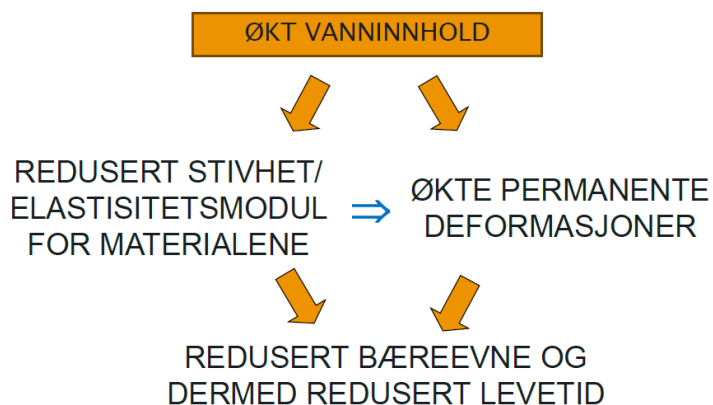 ØKT VANNINNHOLD
REDUSERT STIVHET/
ELASTISITETSMODUL
FOR MATERIALENE
⇒
ØKTE PERMANENTE
DEFORMASJONER
REDUSERT BÆREEVNE OG
DERMED REDUSERT LEVETID